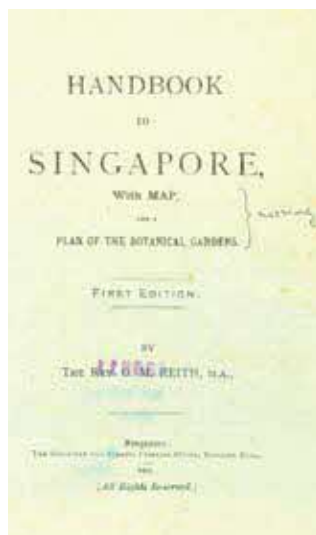 HANDBOOK
TO
SINGAPORE,
With MAP,
AND A
PLAN OF THE BOTANICAL GARDENS.
missing
FIRST EDITION.
BY
THE REV. G. M. REITH, M.A.,
Singapore:
[All Rights Reserved.]